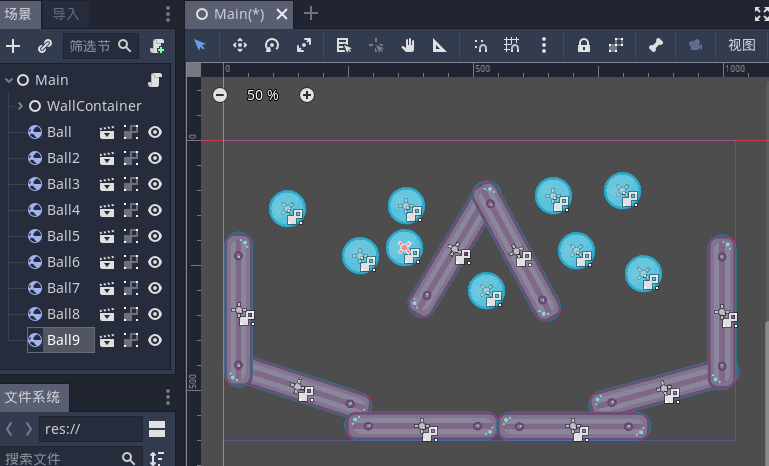 场景 导入
Main(*)
筛选节
视图
Main
WallContainer
Ball
Ball2
Ball3
Ball4
Ball5
Ball6
Ball7
Ball8
Ball9
0 500 1000
50 %
0
500
文件系统
res://
搜索文件